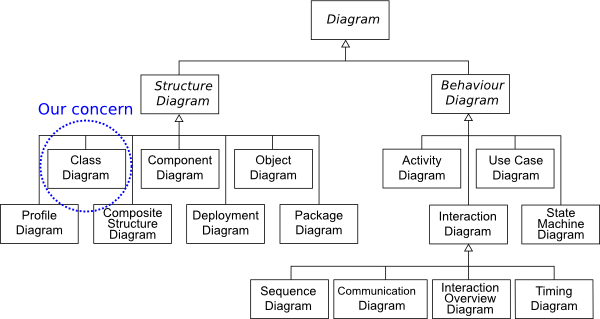 Diagram
Structure
Diagram
Behaviour
Diagram
Our concern
Class
Diagram
Component
Diagram
Object
Diagram
Activity
Diagram
Use Case
Diagram
Profile
Diagram
Composite
Structure
Diagram
Deployment
Diagram
Package
Diagram
Interaction
Diagram
State
Machine
Diagram
Sequence
Diagram
Communication
Diagram
Interaction
Overview
Diagram
Timing
Diagram